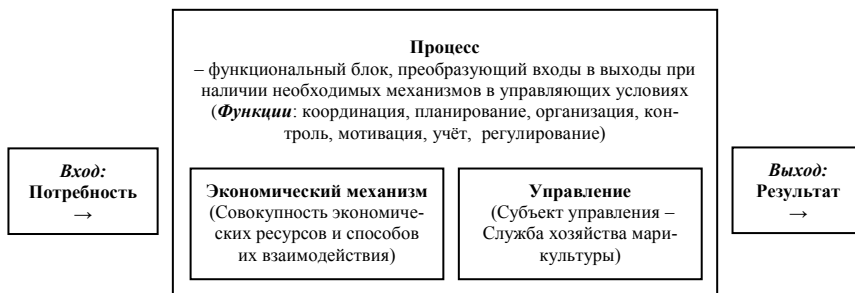 Процесс
– функциональный блок, преобразующий входы в выходы при
наличии необходимых механизмов в управляющих условиях
(Функции: координация, планирование, организация, кон-
троль, мотивация, учёт, регулирование)
Вход:
Потребность
→
Экономический механизм
(Совокупность экономиче-
ских ресурсов и способов
их взаимодействия)
Управление
(Субъект управления –
Служба хозяйства мари-
культуры)
Выход:
Результат
→